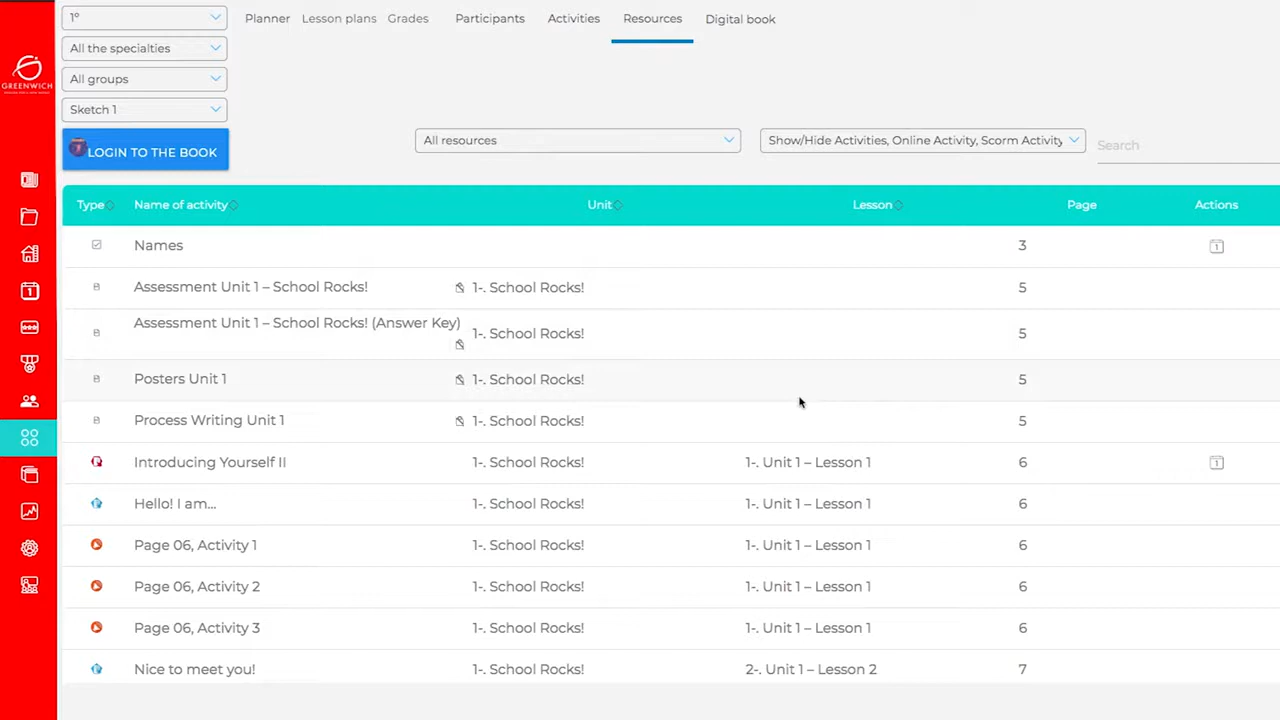 1º
Planner Lesson plans Grades Participants Activities Resources Digital book
All the specialties
All groups
GREENWICH
Sketch 1
LOGIN TO THE BOOK
All resources
Show/Hide Activities, Online Activity, Scorm Activity
Search
Type Name of activity Unit Lesson Page Actions
Names 3
Assessment Unit 1 – School Rocks! 1-. School Rocks! 5
Assessment Unit 1 – School Rocks! (Answer Key) 1-. School Rocks! 5
Posters Unit 1 1-. School Rocks! 5
Process Writing Unit 1 1-. School Rocks! 5
Introducing Yourself II 1-. School Rocks! 1-. Unit 1 – Lesson 1 6
Hello! I am... 1-. School Rocks! 1-. Unit 1 – Lesson 1 6
Page 06, Activity 1 1-. School Rocks! 1-. Unit 1 – Lesson 1 6
Page 06, Activity 2 1-. School Rocks! 1-. Unit 1 – Lesson 1 6
Page 06, Activity 3 1-. School Rocks! 1-. Unit 1 – Lesson 1 6
Nice to meet you! 1-. School Rocks! 2-. Unit 1 – Lesson 2 7